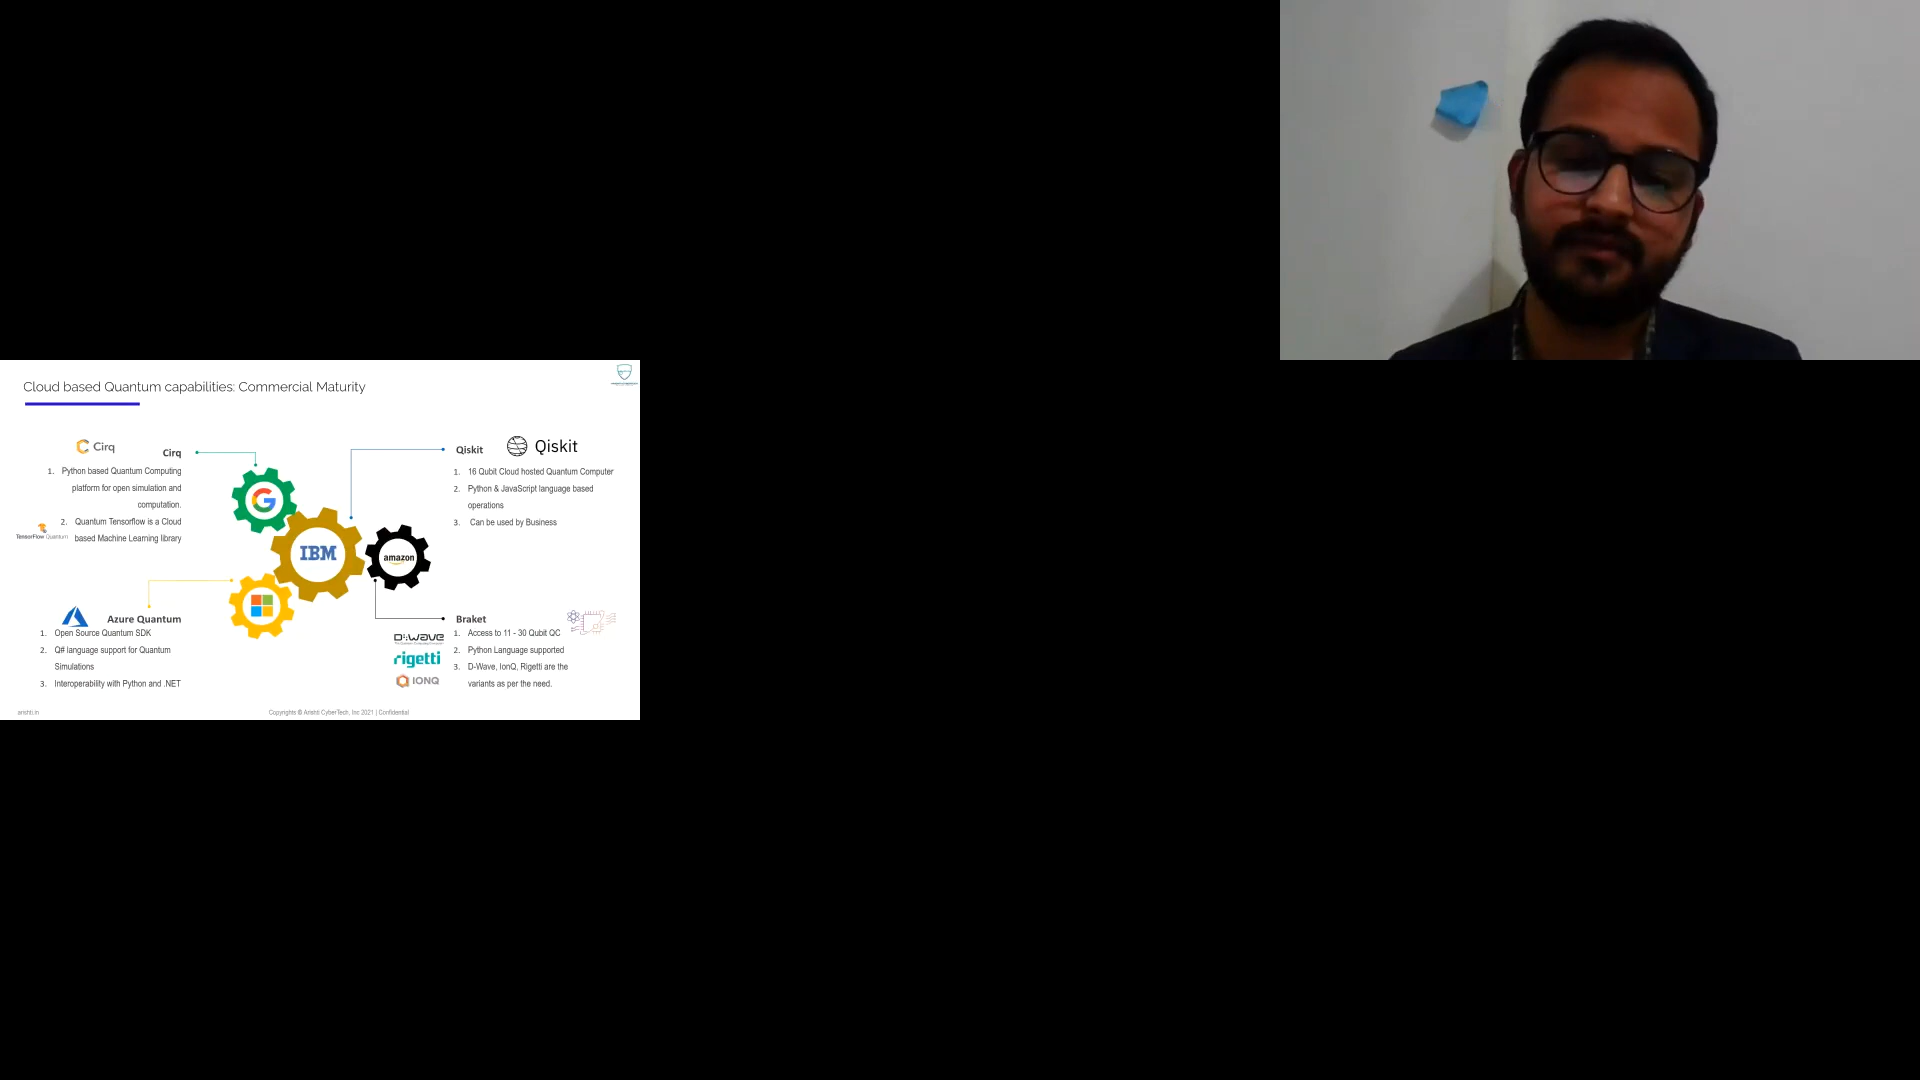 Cloud based Quantum capabilities: Commercial Maturity
Cirq
Cirq
1. Python based Quantum Computing
platform for open simulation and
computation.
2. Quantum Tensorflow is a Cloud
based Machine Learning library
TensorFlow Quantum
Qiskit
Qiskit
1. 16 Qubit Cloud hosted Quantum Computer
2. Python & JavaScript language based
operations
3. Can be used by Business
G
IBM
amazon
Azure Quantum
1. Open Source Quantum SDK
2. Q# language support for Quantum
Simulations
3. Interoperability with Python and .NET
Braket
1. Access to 11 - 30 Qubit QC
2. Python Language supported
3. D-Wave, IonQ, Rigetti are the
variants as per the need.
D:Wave
rigetti
IONQ
arishti.in
Copyrights © Arishti CyberTech, Inc 2021 | Confidential